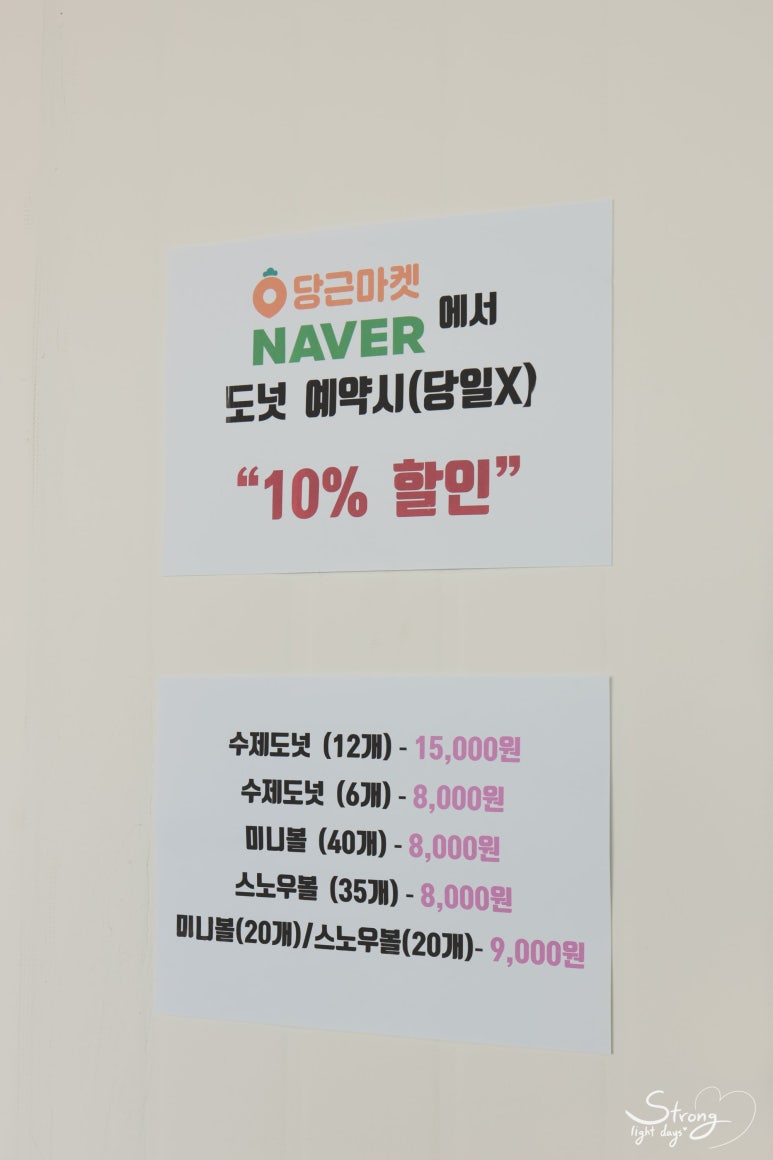 당근마켓
NAVER 에서
도넛 예약시(당일X)
“10% 할인”
수제도넛 (12개) - 15,000원
수제도넛 (6개) - 8,000원
미니볼 (40개) - 8,000원
스노우볼 (35개) - 8,000원
미니볼(20개)/스노우볼(20개)- 9,000원
Strong
light days